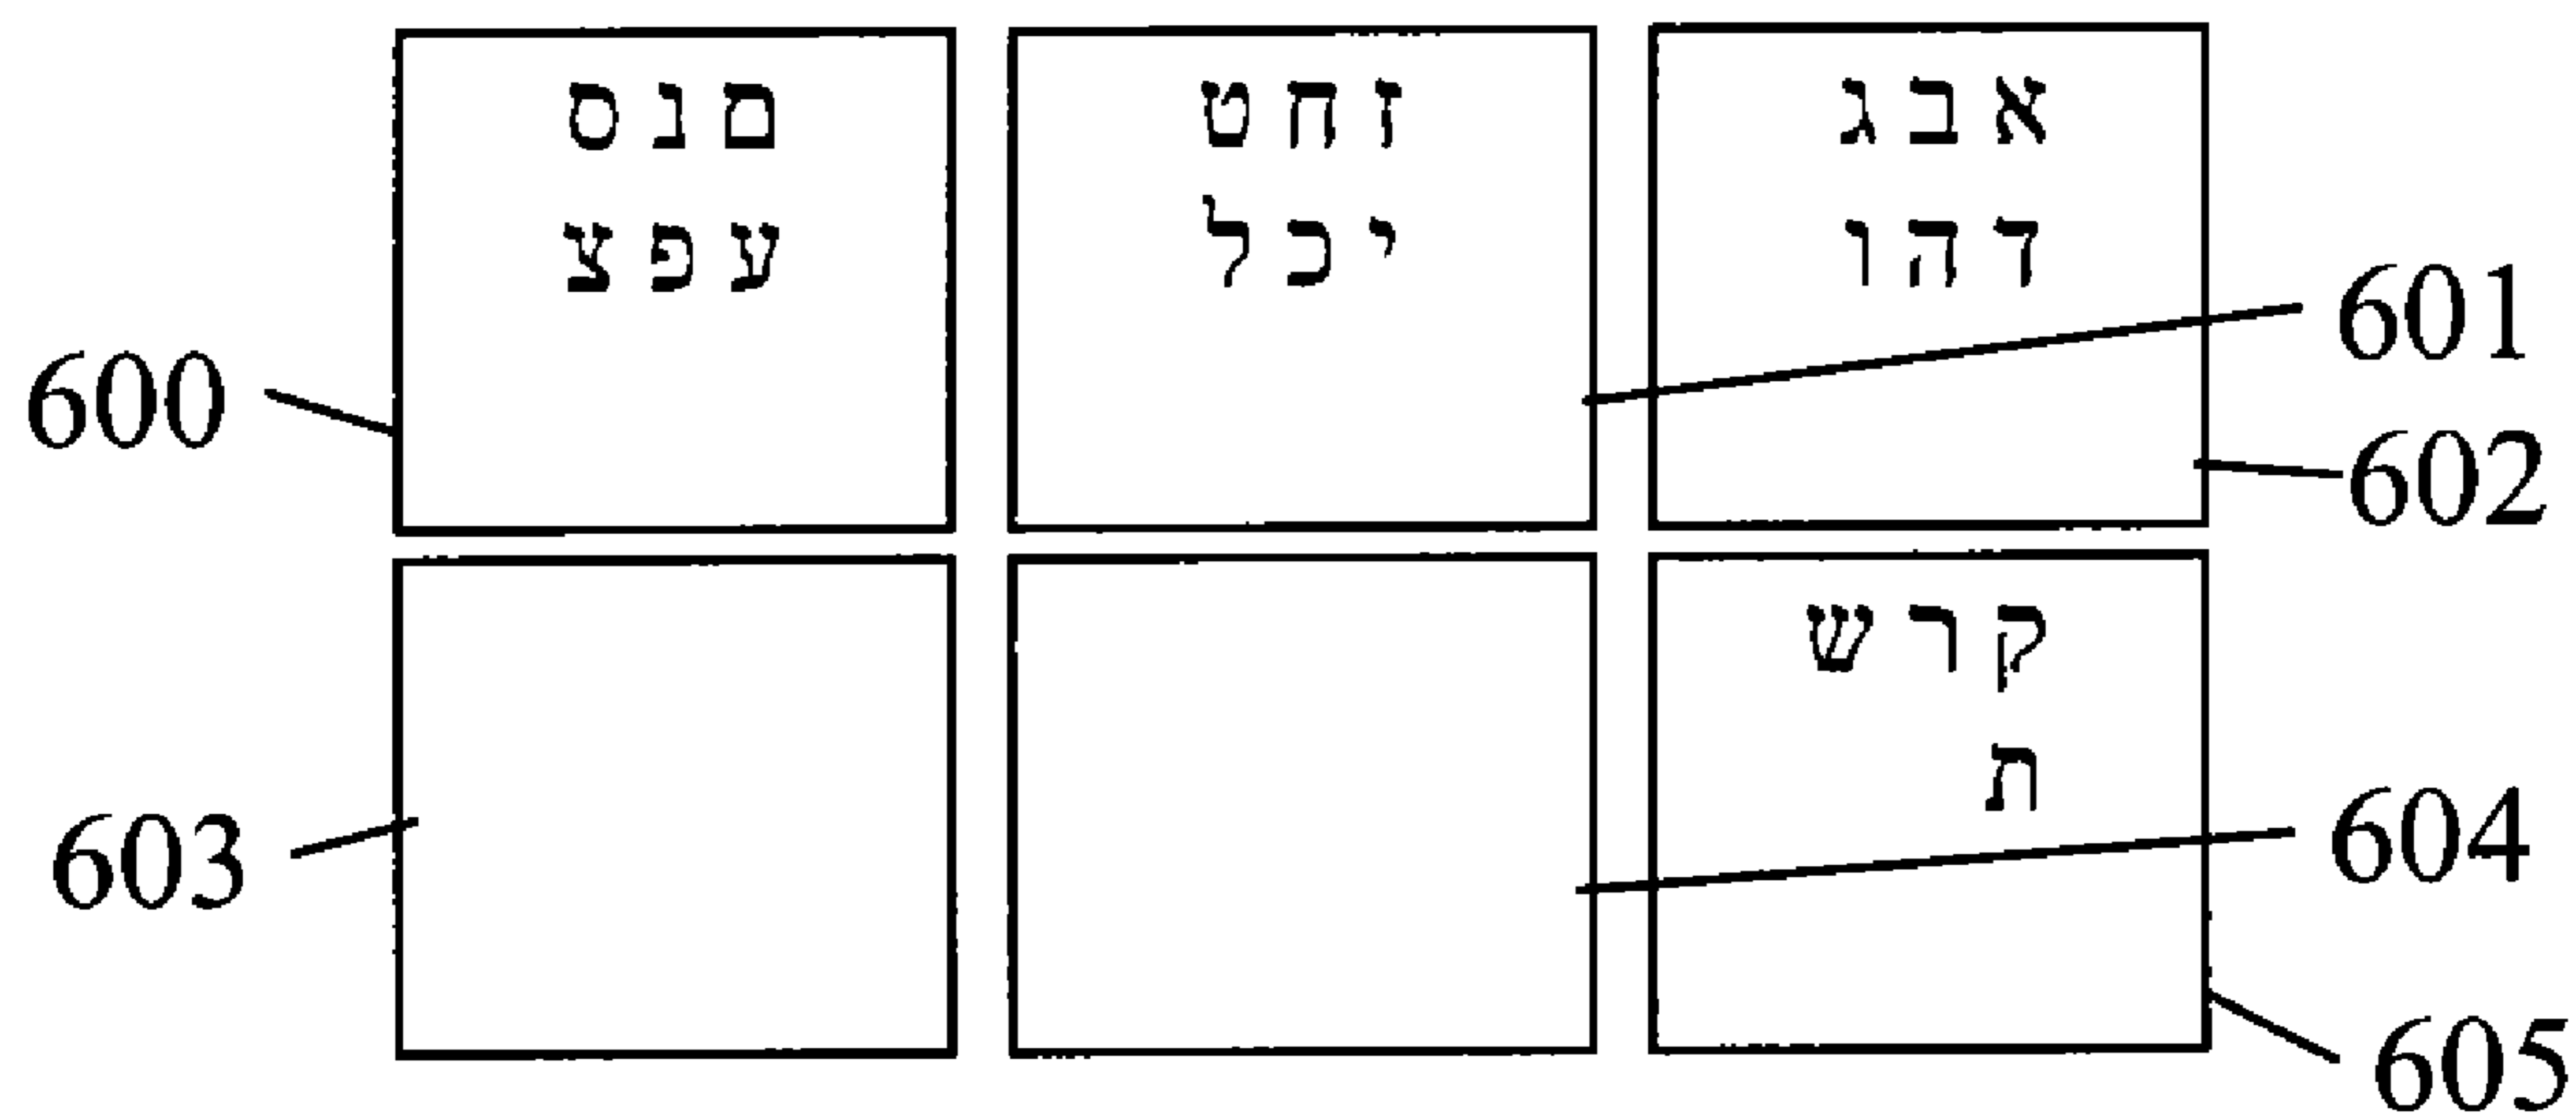 א ב ג
ד ה ו
ז ח ט
י כ ל
ם נ ס
ע פ צ
600
601
602
ק ר ש
ת
603
604
605